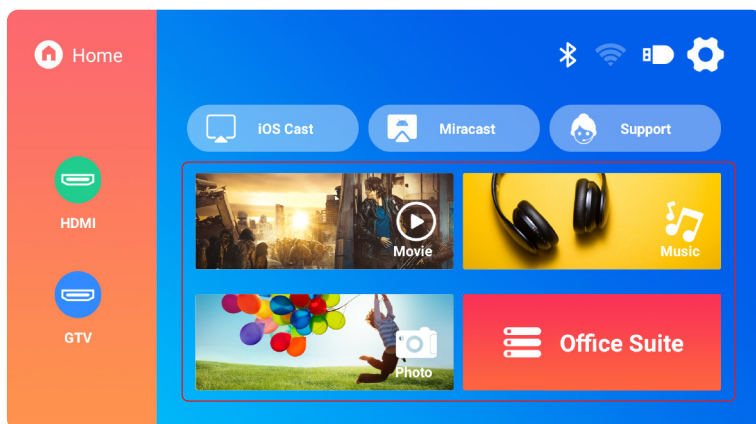 Home
iOS Cast
Miracast
Support
HDMI
GTV
Movie
Music
Photo
Office Suite